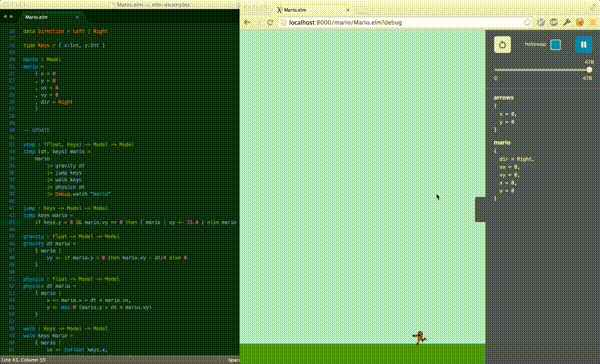 Mario.elm — elm-examples
Mario.elm
data Direction = Left | Right
type Keys = { x:Int, y:Int }
mario : Model
mario =
{ x = 0
, y = 0
, vx = 0
, vy = 0
, dir = Right
}
-- UPDATE
step : (Float, Keys) -> Model -> Model
step (dt, keys) mario =
mario
|> gravity dt
|> jump keys
|> walk keys
|> physics dt
|> Debug.watch "mario"
jump : Keys -> Model -> Model
jump keys mario =
if keys.y > 0 && mario.vy == 0 then { mario | vy <- 15.0 } else mario
gravity : Float -> Model -> Model
gravity dt mario =
{ mario |
vy <- if mario.y > 0 then mario.vy - dt/4 else 0
}
physics : Float -> Model -> Model
physics dt mario =
{ mario |
x <- mario.x + dt * mario.vx,
y <- max 0 (mario.y + dt * mario.vy)
}
walk : Keys -> Model -> Model
walk keys mario =
{ mario |
vx <- toFloat keys.x,
Line 43, Column 59
Mario.elm
localhost:8000/mario/Mario.elm?debug
hotswap
478
0 478
arrows
{
x = 0,
y = 0
}
mario
{
dir = Right,
vx = 0,
vy = 0,
x = 0,
y = 0
}